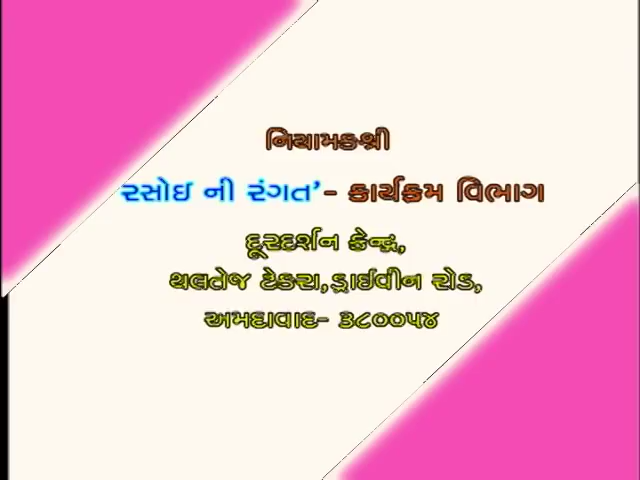 નિયામકશ્રી
રસોઇ ની રંગત’- કાર્યક્રમ વિભાગ
દૂરદર્શન કેન્દ્ર,
થલતેજ ટેકરા,ડ્રાઈવીન રોડ,
અમદાવાદ- ૩૮૦૦૫૪